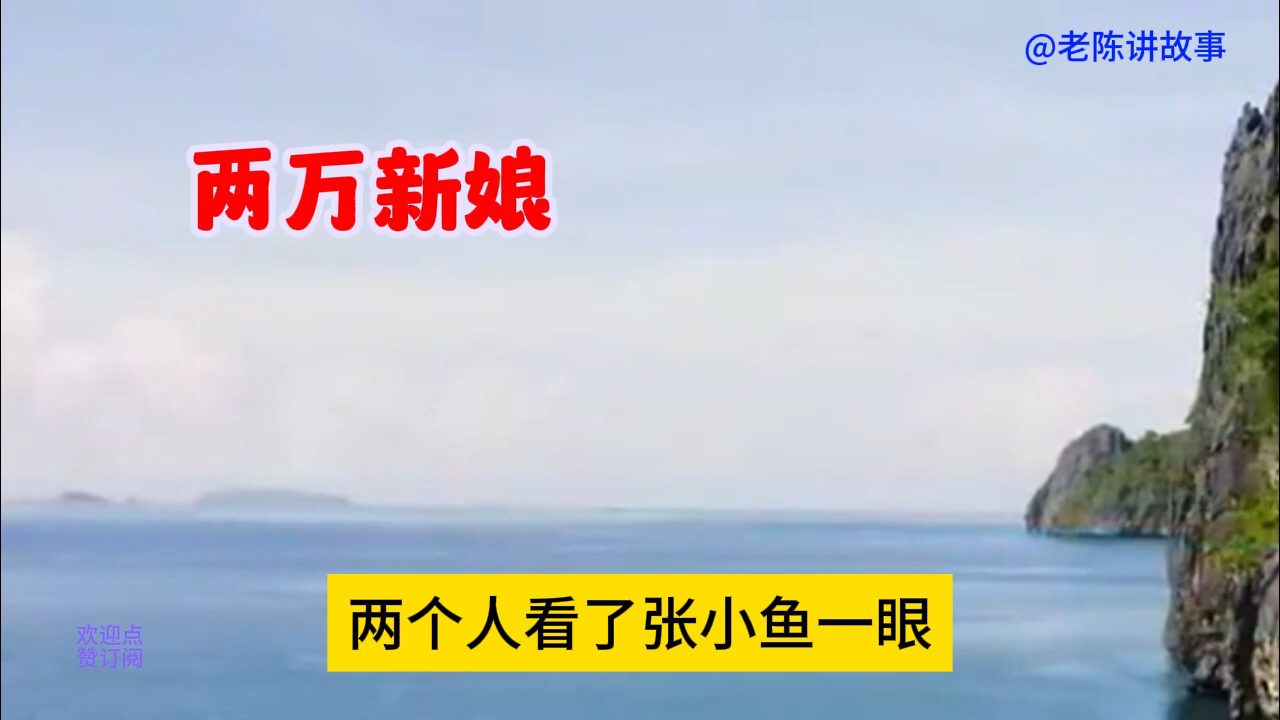 @老陈讲故事
两万新娘
两个人看了张小鱼一眼
欢迎点
赞订阅